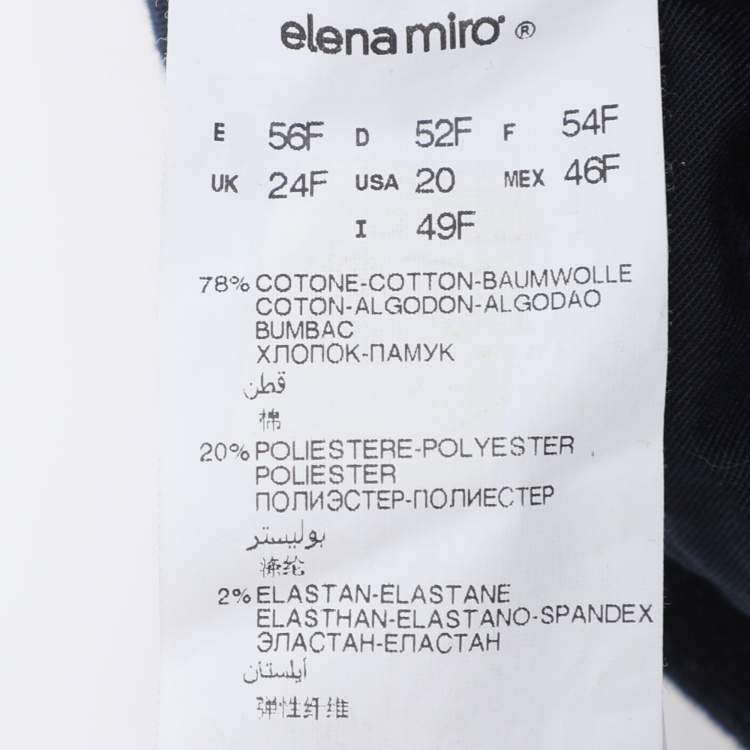 elena miro®
E 56F D 52F F 54F
UK 24F USA 20 MEX 46F
I 49F
78% COTONE-COTTON-BAUMWOLLE
COTON-ALGODON-ALGODAO
BUMBAC
ХЛОПОК-ПАМУК
قطن
棉
20% POLIESTERE-POLYESTER
POLIESTER
ПОЛИЭСТЕР-ПОЛИЕСТЕР
بوليستر
涤纶
2% ELASTAN-ELASTANE
ELASTHAN-ELASTANO-SPANDEX
ЭЛАСТАН-ЕЛАСТАН
أيلستان
弹性纤维